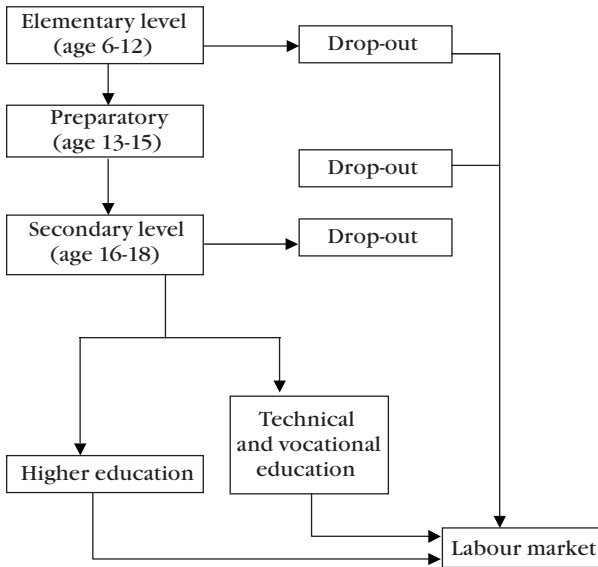 Elementary level
(age 6-12)
Drop-out
Preparatory
(age 13-15)
Drop-out
Secondary level
(age 16-18)
Drop-out
Technical
and vocational
education
Higher education
Labour market